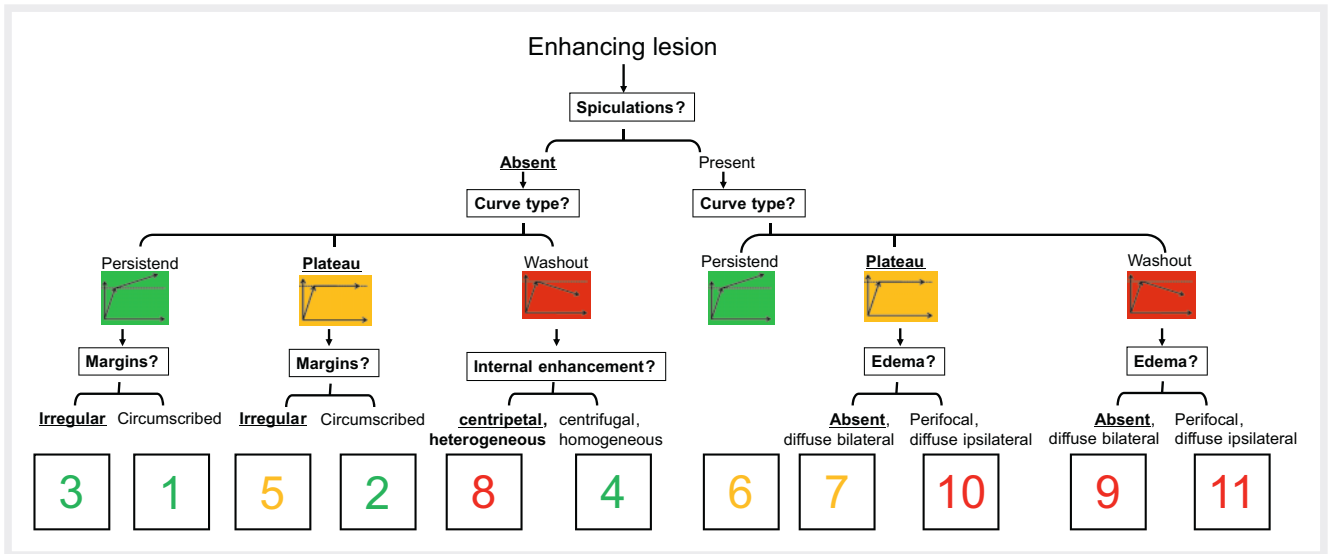 Enhancing lesion
Spiculations?
Absent
Present
Curve type?
Curve type?
Persistend
Plateau
Washout
Persistend
Plateau
Washout
Margins?
Margins?
Internal enhancement?
Edema?
Edema?
Irregular
Circumscribed
Irregular
Circumscribed
centripetal,
heterogeneous
centrifugal,
homogeneous
Absent,
diffuse bilateral
Perifocal,
diffuse ipsilateral
Absent,
diffuse bilateral
Perifocal,
diffuse ipsilateral
3
1
5
2
8
4
6
7
10
9
11